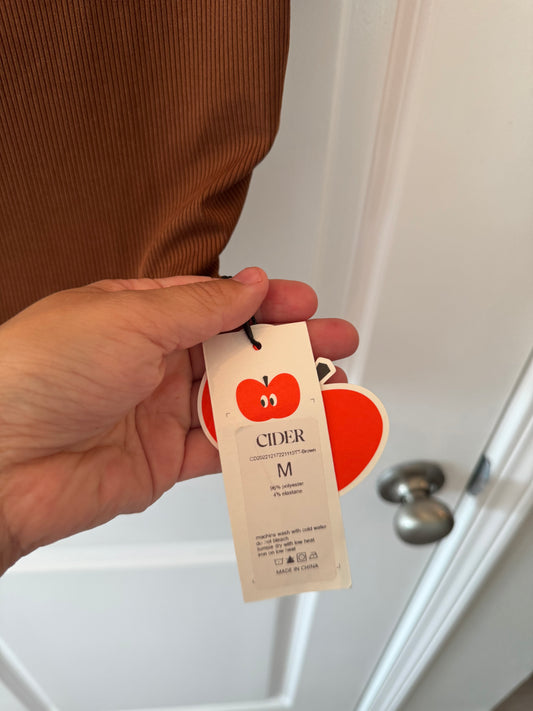 CIDER
M
96% polyester
4% elastane
machine wash with cold water
do not bleach
tumble dry with low heat
iron on low heat
MADE IN CHINA